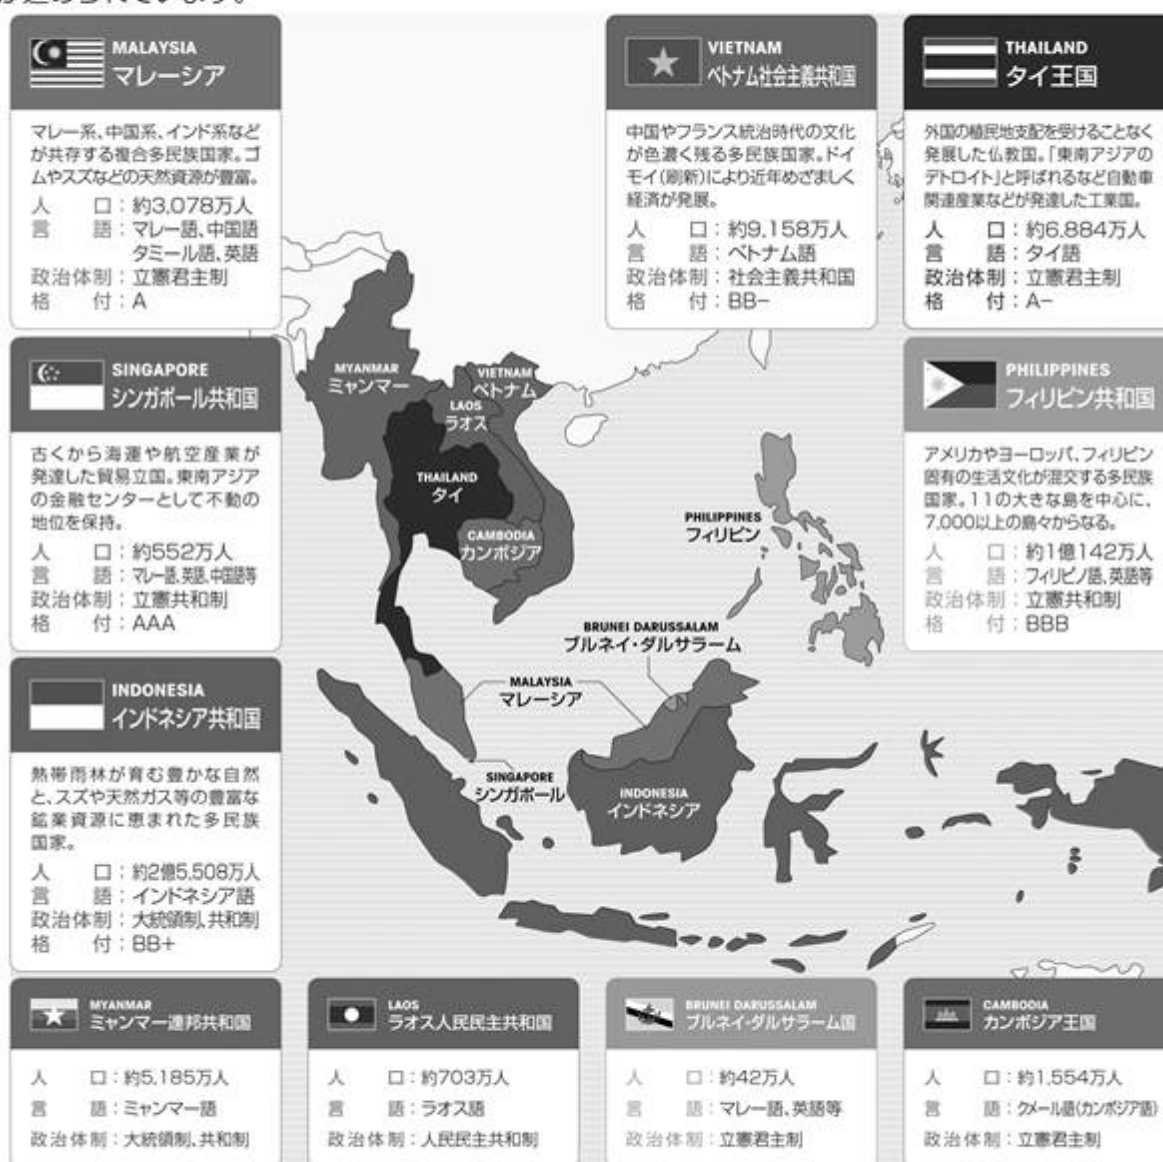 MALAYSIA
マレーシア
マレー系、中国系、インド系など
が共存する複合多民族国家。ゴ
ムやスズなどの天然資源が豊富。
人口：約3,078万人
言語：マレー語、中国語
タミール語、英語
政治体制：立憲君主制
格付：A
VIETNAM
ベトナム社会主義共和国
中国やフランス統治時代の文化
が色濃く残る多民族国家。ドイ
モイ（刷新）により近年めざましく
経済が発展。
人口：約9,158万人
言語：ベトナム語
政治体制：社会主義共和国
格付：BB−
THAILAND
タイ王国
外国の植民地支配を受けることなく
発展した仏教国。「東南アジアの
デトロイト」と呼ばれるなど自動車
関連産業などが発達した工業国。
人口：約6,884万人
言語：タイ語
政治体制：立憲君主制
格付：A−
SINGAPORE
シンガポール共和国
古くから海運や航空産業が
発達した貿易立国。東南アジア
の金融センターとして不動の
地位を保持。
人口：約552万人
言語：マレー語、英語、中国語等
政治体制：立憲共和制
格付：AAA
PHILIPPINES
フィリピン共和国
アメリカやヨーロッパ、フィリピン
固有の生活文化が混交する多民族
国家。11の大きな島を中心に、
7,000以上の島々からなる。
人口：約1億142万人
言語：フィリピノ語、英語等
政治体制：立憲共和制
格付：BBB
INDONESIA
インドネシア共和国
熱帯雨林が育む豊かな自然
と、スズや天然ガス等の豊富な
鉱業資源に恵まれた多民族
国家。
人口：約2億5,508万人
言語：インドネシア語
政治体制：大統領制、共和制
格付：BB+
MYANMAR
ミャンマー
VIETNAM
ベトナム
LAOS
ラオス
THAILAND
タイ
CAMBODIA
カンボジア
PHILIPPINES
フィリピン
BRUNEI DARUSSALAM
ブルネイ・ダルサラーム
MALAYSIA
マレーシア
SINGAPORE
シンガポール
INDONESIA
インドネシア
MYANMAR
ミャンマー連邦共和国
人口：約5,185万人
言語：ミャンマー語
政治体制：大統領制、共和制
LAOS
ラオス人民民主共和国
人口：約703万人
言語：ラオス語
政治体制：人民民主共和制
BRUNEI DARUSSALAM
ブルネイ・ダルサラーム国
人口：約42万人
言語：マレー語、英語等
政治体制：立憲君主制
CAMBODIA
カンボジア王国
人口：約1,554万人
言語：クメール語（カンボジア語）
政治体制：立憲君主制